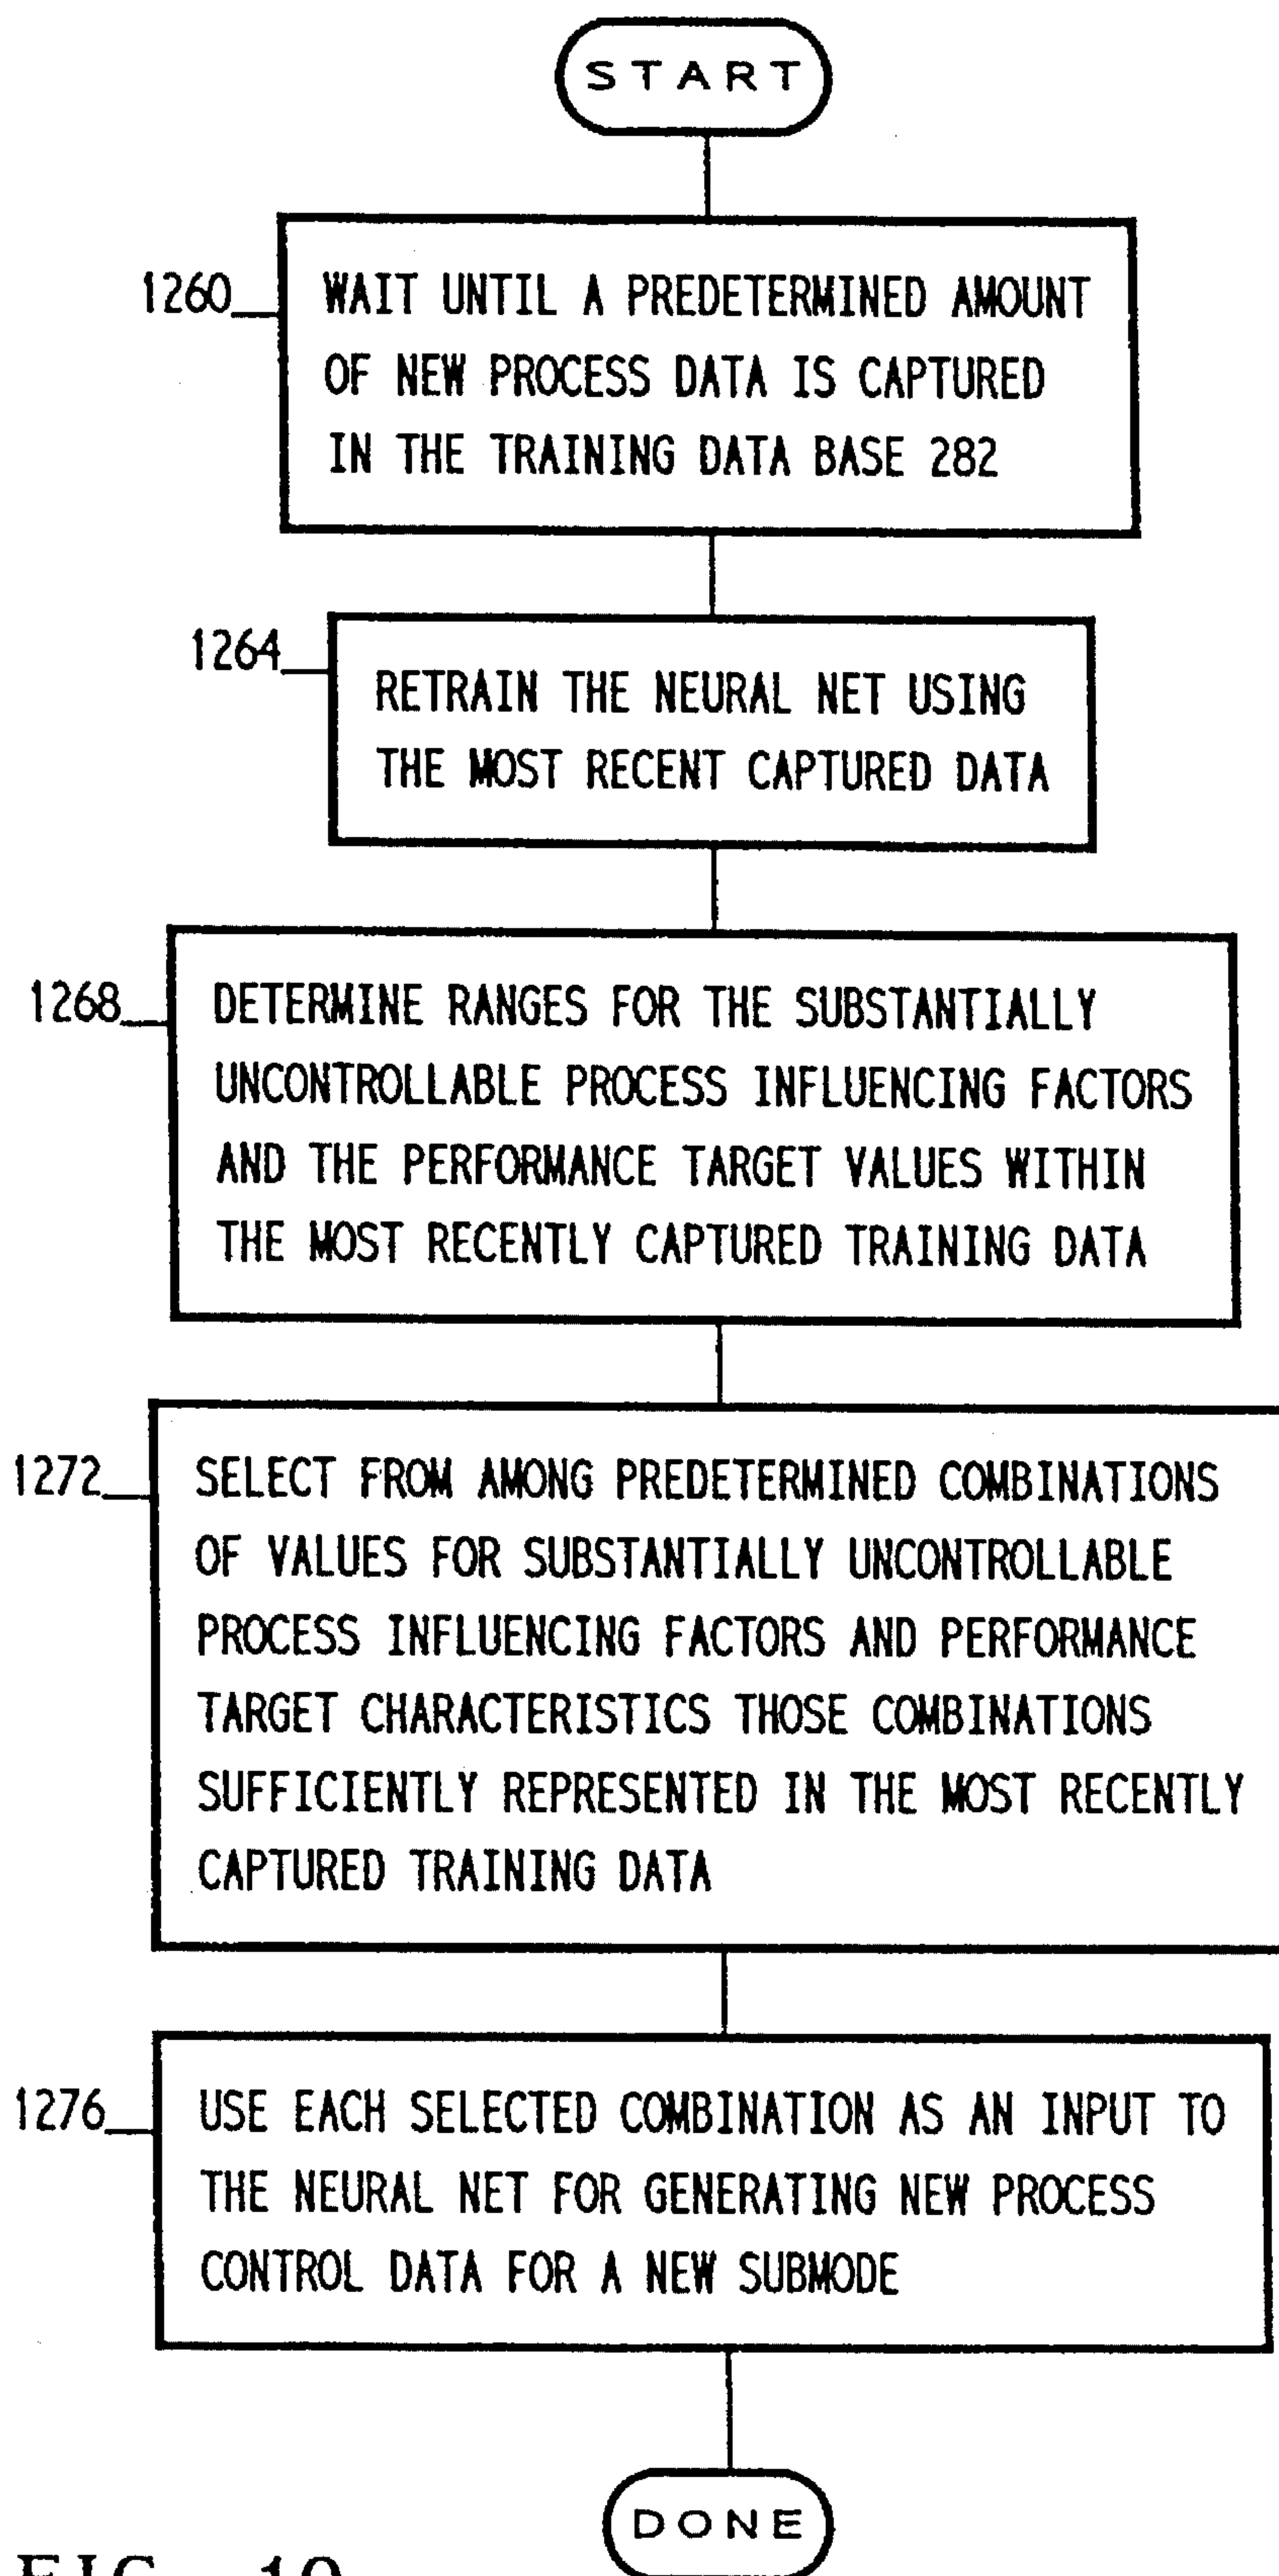 START
1260
WAIT UNTIL A PREDETERMINED AMOUNT
OF NEW PROCESS DATA IS CAPTURED
IN THE TRAINING DATA BASE 282
1264
RETRAIN THE NEURAL NET USING
THE MOST RECENT CAPTURED DATA
1268
DETERMINE RANGES FOR THE SUBSTANTIALLY
UNCONTROLLABLE PROCESS INFLUENCING FACTORS
AND THE PERFORMANCE TARGET VALUES WITHIN
THE MOST RECENTLY CAPTURED TRAINING DATA
1272
SELECT FROM AMONG PREDETERMINED COMBINATIONS
OF VALUES FOR SUBSTANTIALLY UNCONTROLLABLE
PROCESS INFLUENCING FACTORS AND PERFORMANCE
TARGET CHARACTERISTICS THOSE COMBINATIONS
SUFFICIENTLY REPRESENTED IN THE MOST RECENTLY
CAPTURED TRAINING DATA
1276
USE EACH SELECTED COMBINATION AS AN INPUT TO
THE NEURAL NET FOR GENERATING NEW PROCESS
CONTROL DATA FOR A NEW SUBMODE
DONE
FIG.